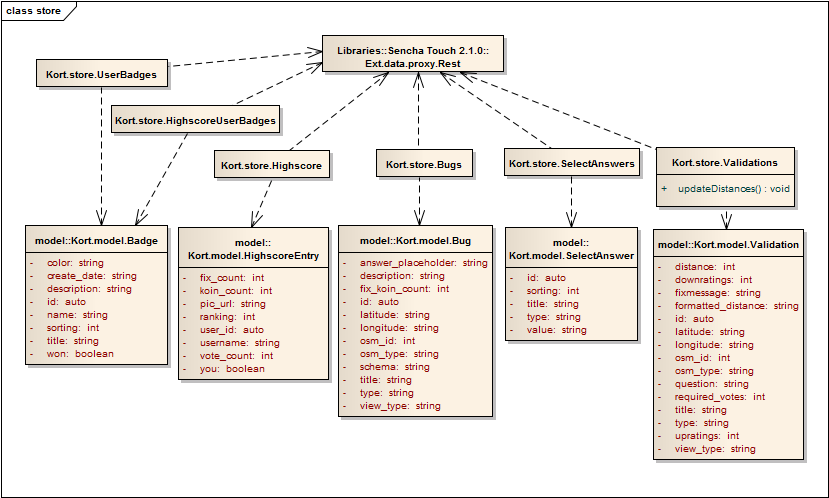 class store
Libraries::Sencha Touch 2.1.0::
Ext.data.proxy.Rest
Kort.store.UserBadges
Kort.store.HighscoreUserBadges
Kort.store.Highscore
Kort.store.Bugs
Kort.store.SelectAnswers
Kort.store.Validations
+ updateDistances() : void
model::Kort.model.Badge
- color: string
- create_date: string
- description: string
- id: auto
- name: string
- sorting: int
- title: string
- won: boolean
model::
Kort.model.HighscoreEntry
- fix_count: int
- koin_count: int
- pic_url: string
- ranking: int
- user_id: auto
- username: string
- vote_count: int
- you: boolean
model::Kort.model.Bug
- answer_placeholder: string
- description: string
- fix_koin_count: int
- id: auto
- latitude: string
- longitude: string
- osm_id: int
- osm_type: string
- schema: string
- title: string
- type: string
- view_type: string
model::
Kort.model.SelectAnswer
- id: auto
- sorting: int
- title: string
- type: string
- value: string
model::Kort.model.Validation
- distance: int
- downratings: int
- fixmessage: string
- formatted_distance: string
- id: auto
- latitude: string
- longitude: string
- osm_id: int
- osm_type: string
- question: string
- required_votes: int
- title: string
- type: string
- upratings: int
- view_type: string